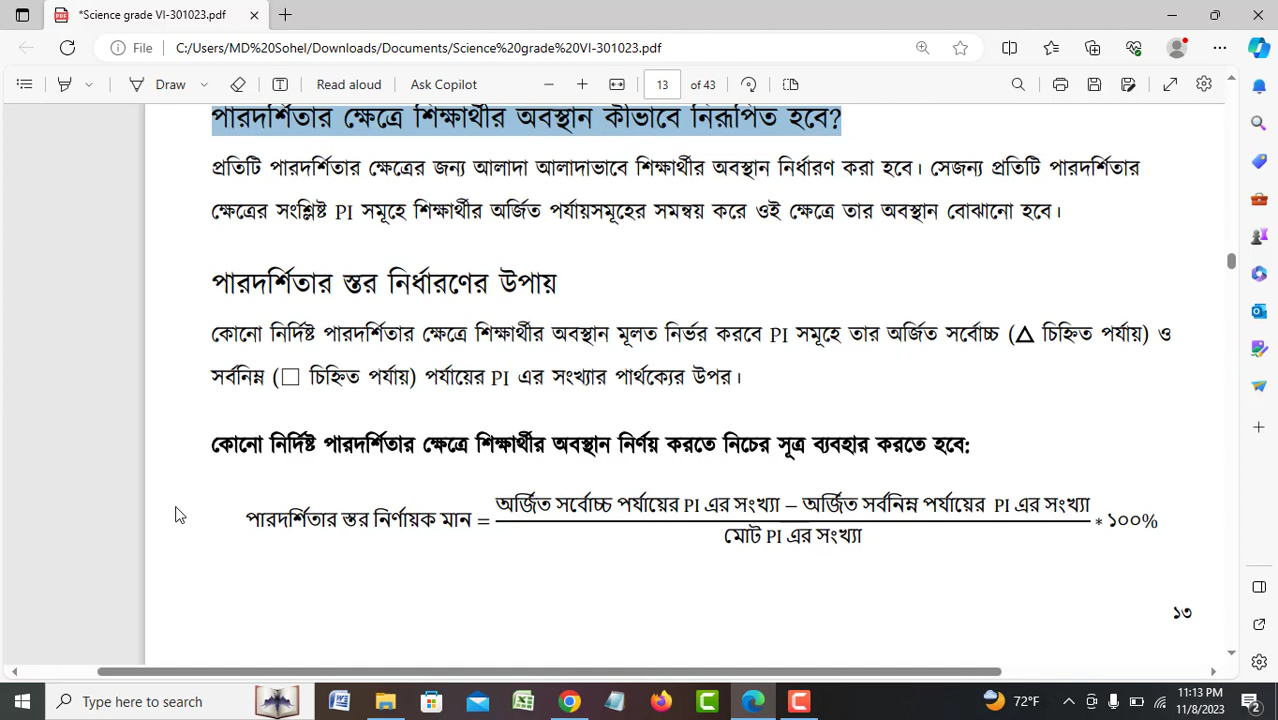 *Science grade VI-301023.pdf
File C:/Users/MD%20Sohel/Downloads/Documents/Science%20grade%20VI-301023.pdf
Draw Read aloud Ask Copilot 13 of 43
পারদর্শিতার ক্ষেত্রে শিক্ষার্থীর অবস্থান কীভাবে নিরূপিত হবে?
প্রতিটি পারদর্শিতার ক্ষেত্রের জন্য আলাদা আলাদাভাবে শিক্ষার্থীর অবস্থান নির্ধারণ করা হবে। সেজন্য প্রতিটি পারদর্শিতার
ক্ষেত্রের সংশ্লিষ্ট PI সমূহে শিক্ষার্থীর অর্জিত পর্যায়সমূহের সমন্বয় করে ওই ক্ষেত্রে তার অবস্থান বোঝানো হবে।
পারদর্শিতার স্তর নির্ধারণের উপায়
কোনো নির্দিষ্ট পারদর্শিতার ক্ষেত্রে শিক্ষার্থীর অবস্থান মূলত নির্ভর করবে PI সমূহে তার অর্জিত সর্বোচ্চ (△ চিহ্নিত পর্যায়) ও
সর্বনিম্ন (□ চিহ্নিত পর্যায়) পর্যায়ের PI এর সংখ্যার পার্থক্যের উপর।
কোনো নির্দিষ্ট পারদর্শিতার ক্ষেত্রে শিক্ষার্থীর অবস্থান নির্ণয় করতে নিচের সূত্র ব্যবহার করতে হবে:
অর্জিত সর্বোচ্চ পর্যায়ের PI এর সংখ্যা – অর্জিত সর্বনিম্ন পর্যায়ের PI এর সংখ্যা
পারদর্শিতার স্তর নির্ণায়ক মান = * ১০০%
মোট PI এর সংখ্যা
১৩
Type here to search 72°F 11:13 PM
11/8/2023 2